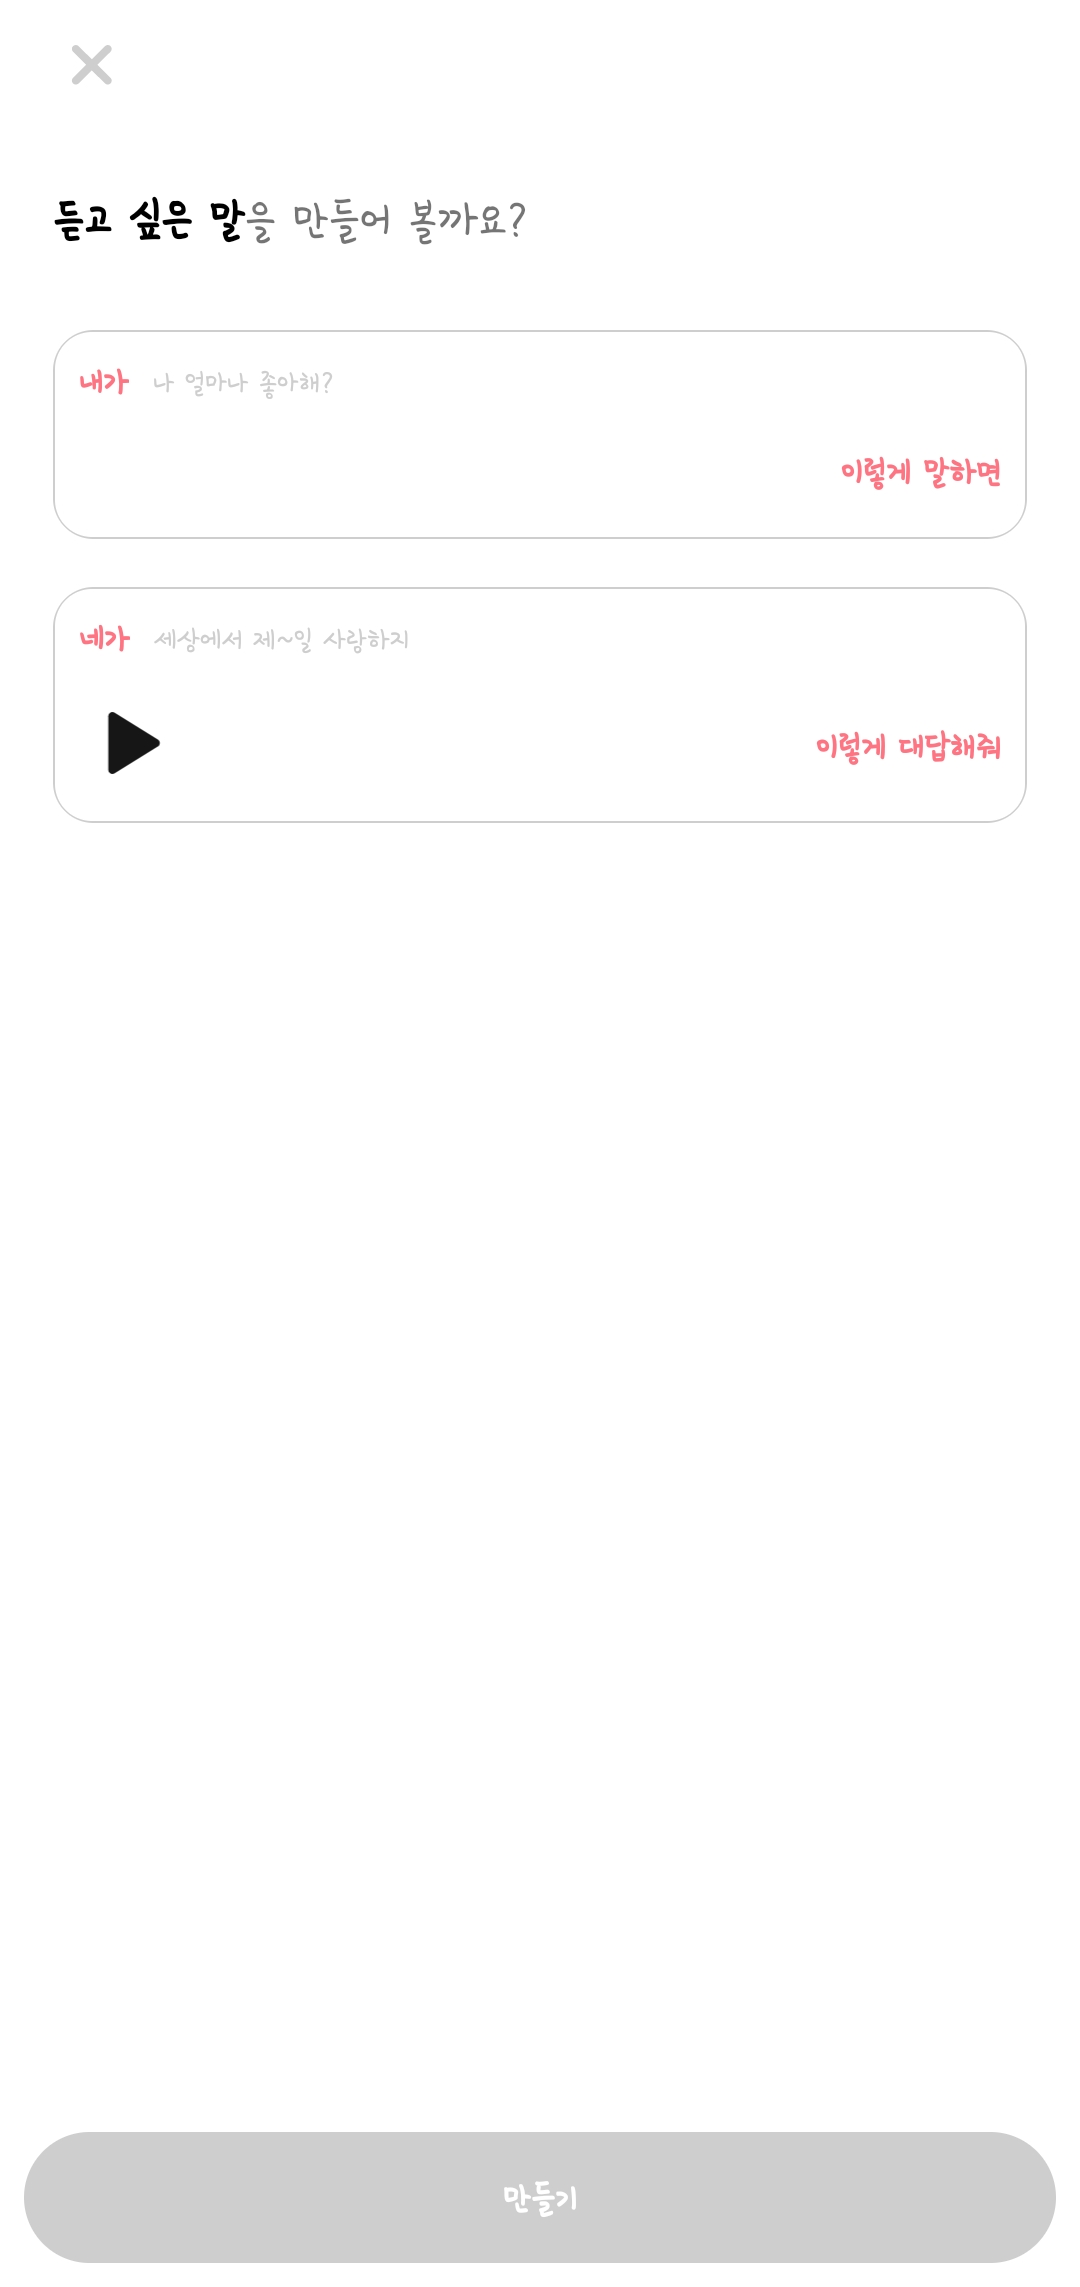 듣고 싶은 말을 만들어 볼까요?
내가 나 얼마나 좋아해?
이렇게 말하면
네가 세상에서 제~일 사랑하지
이렇게 대답해줘
만들기